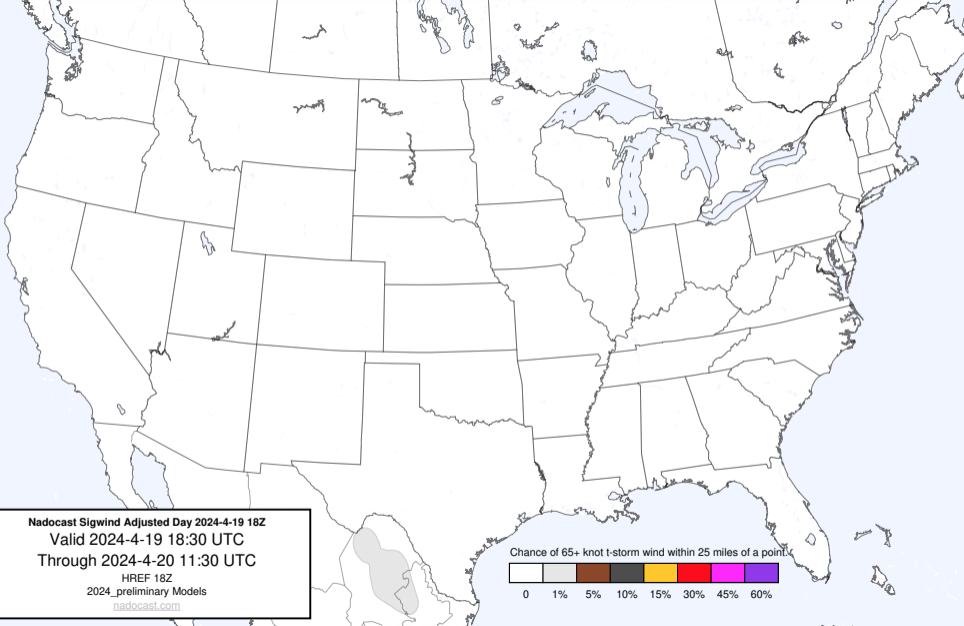 Nadocast Sigwind Adjusted Day 2024-4-19 18Z
Valid 2024-4-19 18:30 UTC
Through 2024-4-20 11:30 UTC
HREF 18Z
2024_preliminary Models
nadocast.com
Chance of 65+ knot t-storm wind within 25 miles of a point.
0 1% 5% 10% 15% 30% 45% 60%